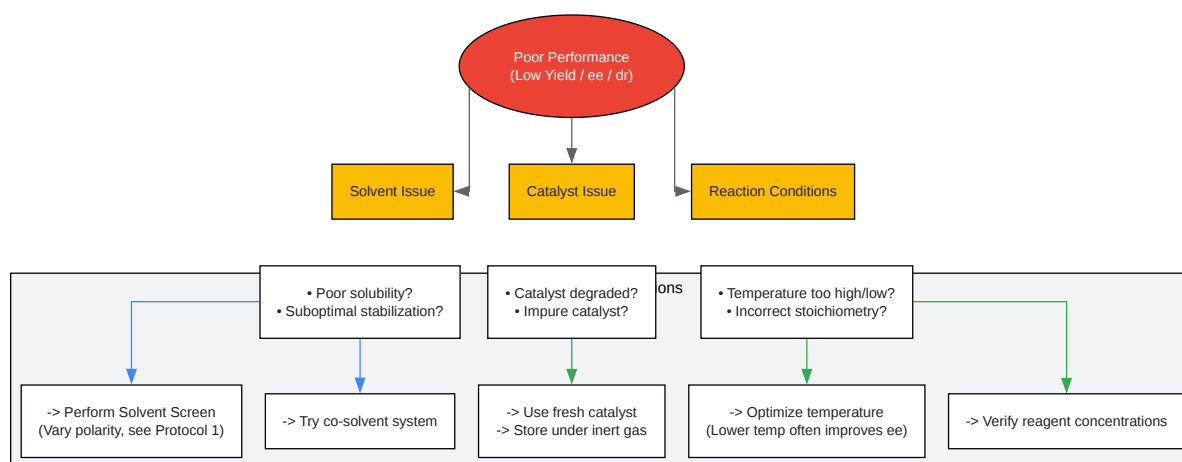 Poor Performance
(Low Yield / ee / dr)
Solvent Issue
Catalyst Issue
Reaction Conditions
• Poor solubility?
• Suboptimal stabilization?
• Catalyst degraded?
• Impure catalyst?
• Temperature too high/low?
• Incorrect stoichiometry?
-> Perform Solvent Screen
(Vary polarity, see Protocol 1)
-> Try co-solvent system
-> Use fresh catalyst
-> Store under inert gas
-> Optimize temperature
(Lower temp often improves ee)
-> Verify reagent concentrations